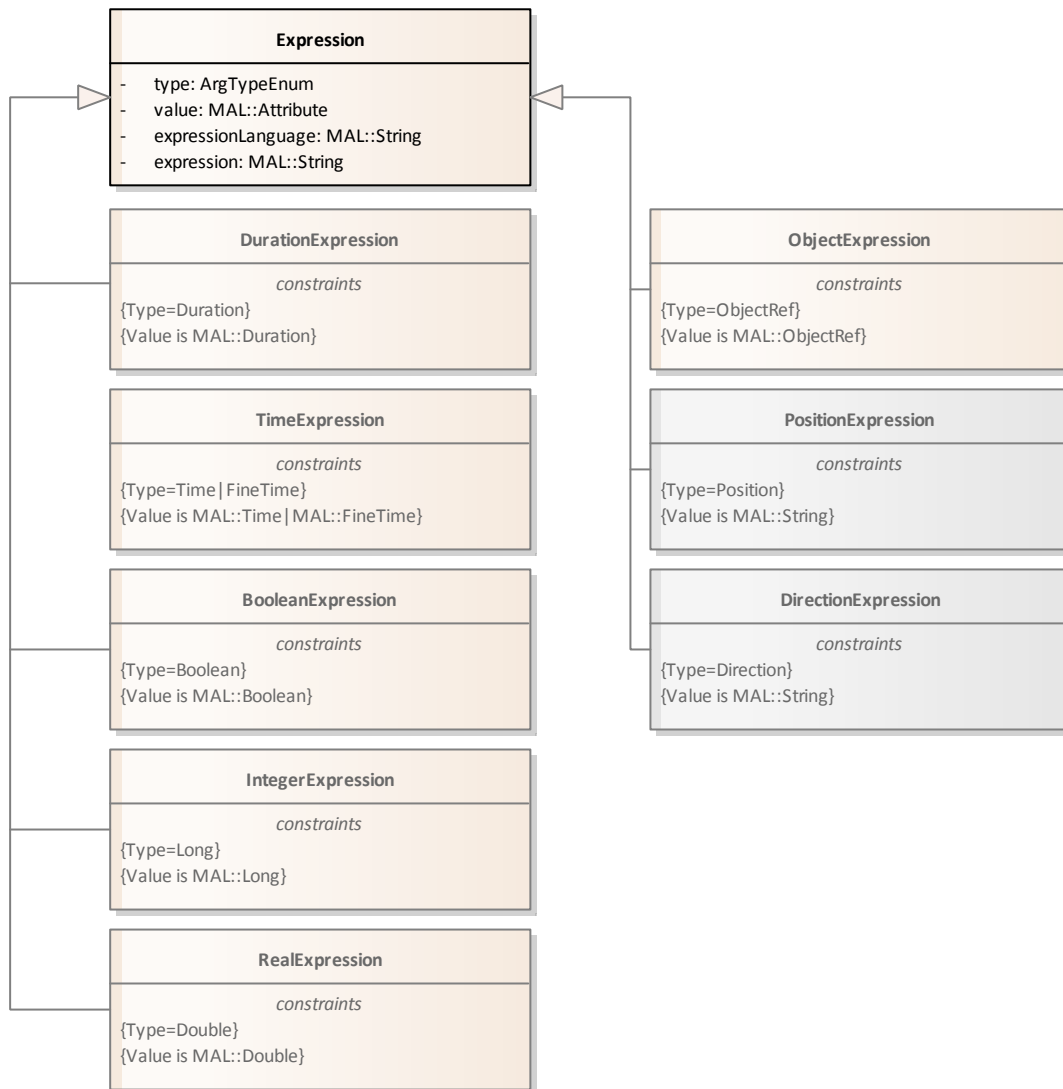 Expression
- type: ArgTypeEnum
- value: MAL::Attribute
- expressionLanguage: MAL::String
- expression: MAL::String
DurationExpression
constraints
{Type=Duration}
{Value is MAL::Duration}
TimeExpression
constraints
{Type=Time|FineTime}
{Value is MAL::Time|MAL::FineTime}
BooleanExpression
constraints
{Type=Boolean}
{Value is MAL::Boolean}
IntegerExpression
constraints
{Type=Long}
{Value is MAL::Long}
RealExpression
constraints
{Type=Double}
{Value is MAL::Double}
ObjectExpression
constraints
{Type=ObjectRef}
{Value is MAL::ObjectRef}
PositionExpression
constraints
{Type=Position}
{Value is MAL::String}
DirectionExpression
constraints
{Type=Direction}
{Value is MAL::String}